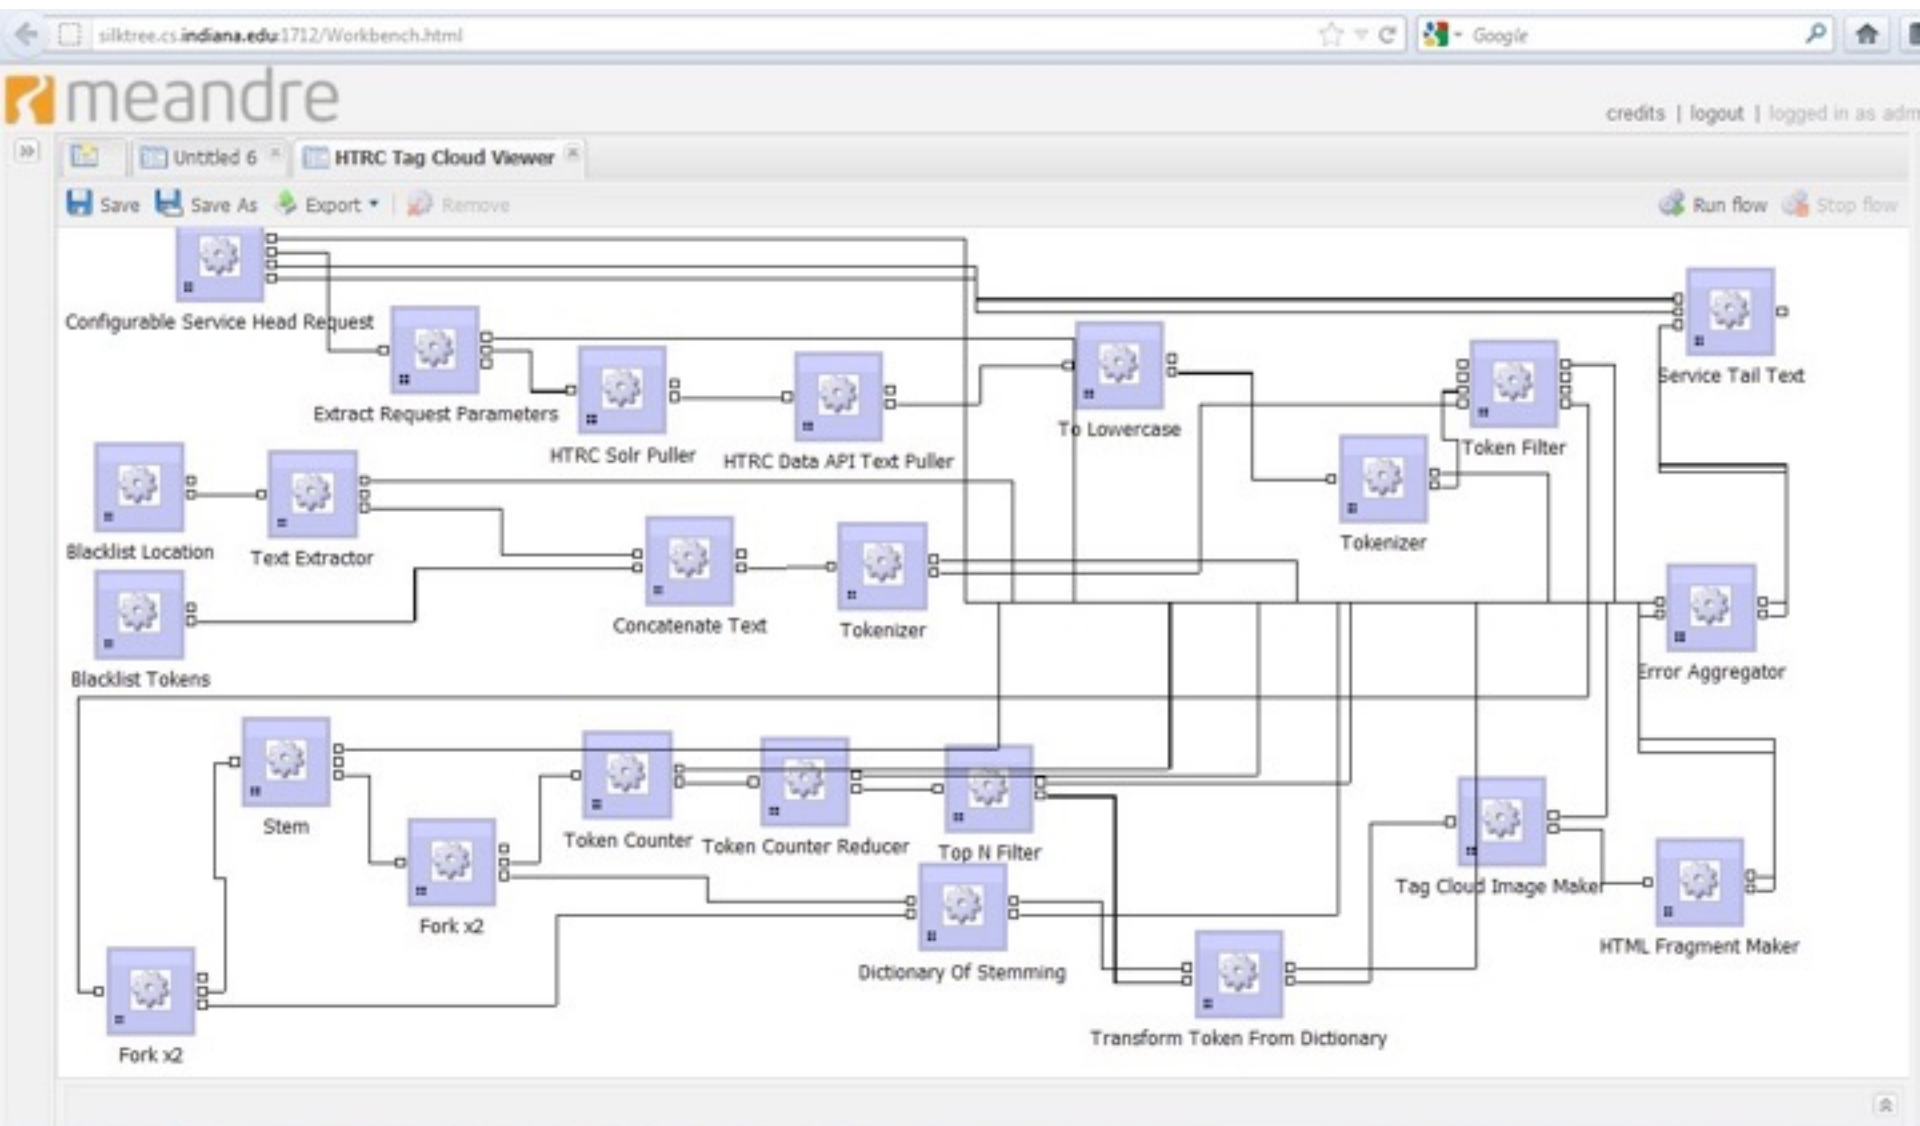 silktree.cs.indiana.edu:1712/Workbench.html
Google
meandre
credits | logout | logged in as adm
Untitled 6
HTRC Tag Cloud Viewer
Save Save As Export Remove
Run flow Stop flow
Configurable Service Head Request
Extract Request Parameters
HTRC Solr Puller
HTRC Data API Text Puller
To Lowercase
Service Tail Text
Token Filter
Tokenizer
Blacklist Location
Text Extractor
Concatenate Text
Tokenizer
Blacklist Tokens
Error Aggregator
Stem
Token Counter
Token Counter Reducer
Top N Filter
Fork x2
Tag Cloud Image Maker
HTML Fragment Maker
Dictionary Of Stemming
Transform Token From Dictionary
Fork x2